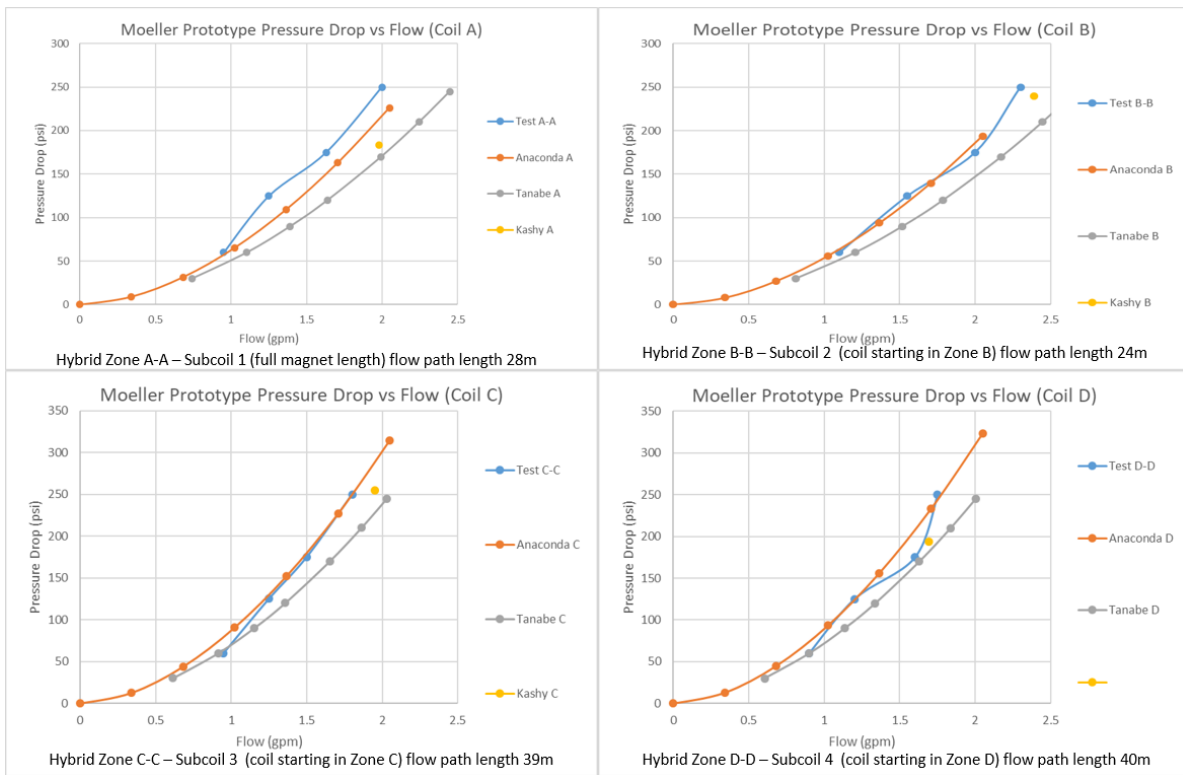 Moeller Prototype Pressure Drop vs Flow (Coil A)
300
250
200
150
100
50
0
Pressure Drop (psi)
0 0.5 1 1.5 2 2.5
Flow (gpm)
Test A-A
Anaconda A
Tanabe A
Kashy A
Hybrid Zone A-A – Subcoil 1 (full magnet length) flow path length 28m
Moeller Prototype Pressure Drop vs Flow (Coil B)
300
250
200
150
100
50
0
Pressure Drop (psi)
0 0.5 1 1.5 2 2.5
Flow (gpm)
Test B-B
Anaconda B
Tanabe B
Kashy B
Hybrid Zone B-B – Subcoil 2 (coil starting in Zone B) flow path length 24m
Moeller Prototype Pressure Drop vs Flow (Coil C)
350
300
250
200
150
100
50
0
Pressure Drop (psi)
0 0.5 1 1.5 2 2.5
Flow (gpm)
Test C-C
Anaconda C
Tanabe C
Kashy C
Hybrid Zone C-C – Subcoil 3 (coil starting in Zone C) flow path length 39m
Moeller Prototype Pressure Drop vs Flow (Coil D)
350
300
250
200
150
100
50
0
Pressure Drop (psi)
0 0.5 1 1.5 2 2.5
Flow (gpm)
Test D-D
Anaconda D
Tanabe D
Hybrid Zone D-D – Subcoil 4 (coil starting in Zone D) flow path length 40m